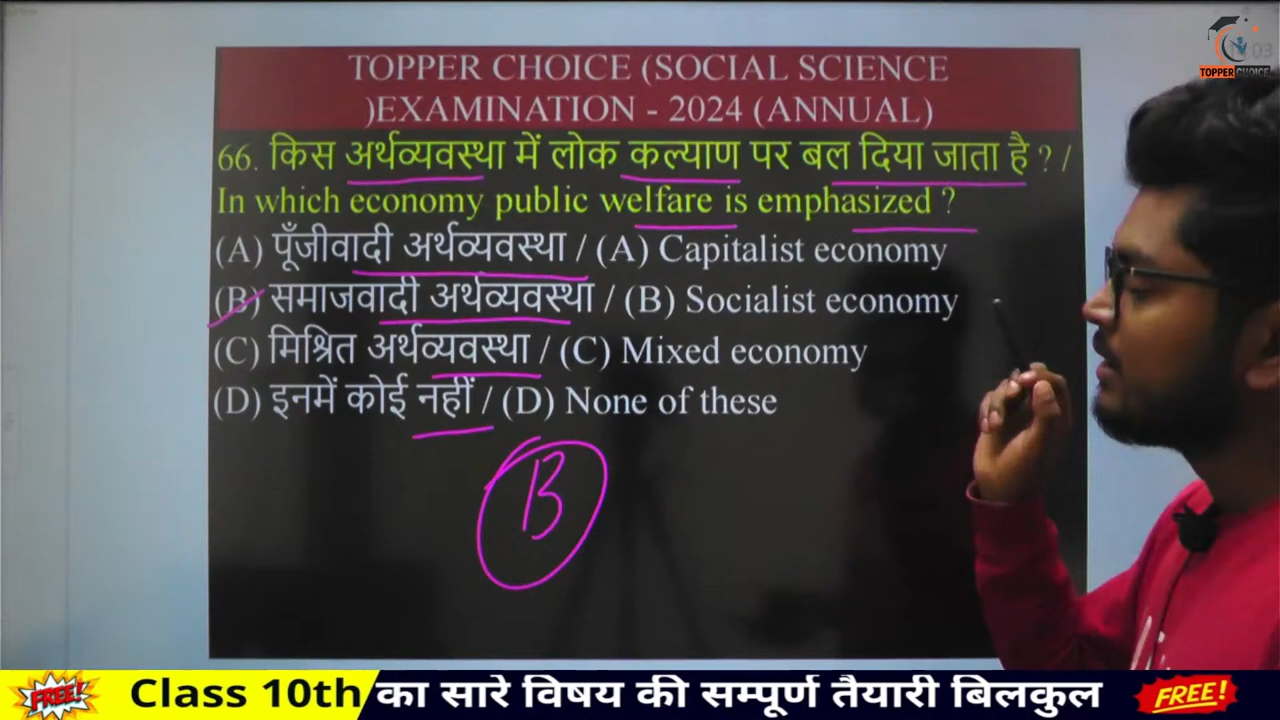 TOPPER CHOICE
TOPPER CHOICE (SOCIAL SCIENCE
)EXAMINATION - 2024 (ANNUAL)
66. किस अर्थव्यवस्था में लोक कल्याण पर बल दिया जाता है ? /
In which economy public welfare is emphasized ?
(A) पूँजीवादी अर्थव्यवस्था / (A) Capitalist economy
(B) समाजवादी अर्थव्यवस्था / (B) Socialist economy
(C) मिश्रित अर्थव्यवस्था / (C) Mixed economy
(D) इनमें कोई नहीं / (D) None of these
B
FREE! Class 10th का सारे विषय की सम्पूर्ण तैयारी बिलकुल FREE!